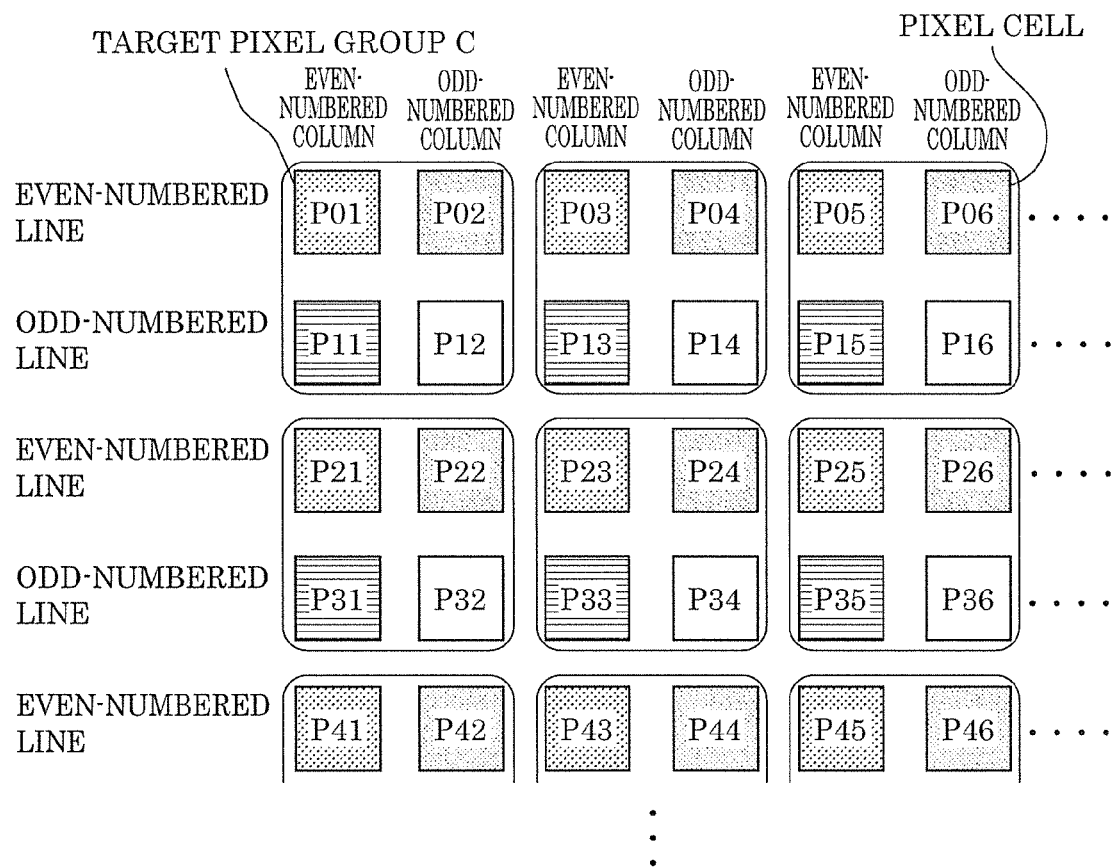 TARGET PIXEL GROUP C
PIXEL CELL
EVEN-
NUMBERED
COLUMN
ODD-
NUMBERED
COLUMN
EVEN-
NUMBERED
COLUMN
ODD-
NUMBERED
COLUMN
EVEN-
NUMBERED
COLUMN
ODD-
NUMBERED
COLUMN
EVEN-NUMBERED
LINE
P01 P02 P03 P04 P05 P06 . . . .
ODD-NUMBERED
LINE
P11 P12 P13 P14 P15 P16 . . . .
EVEN-NUMBERED
LINE
P21 P22 P23 P24 P25 P26 . . . .
ODD-NUMBERED
LINE
P31 P32 P33 P34 P35 P36 . . . .
EVEN-NUMBERED
LINE
P41 P42 P43 P44 P45 P46 . . . .